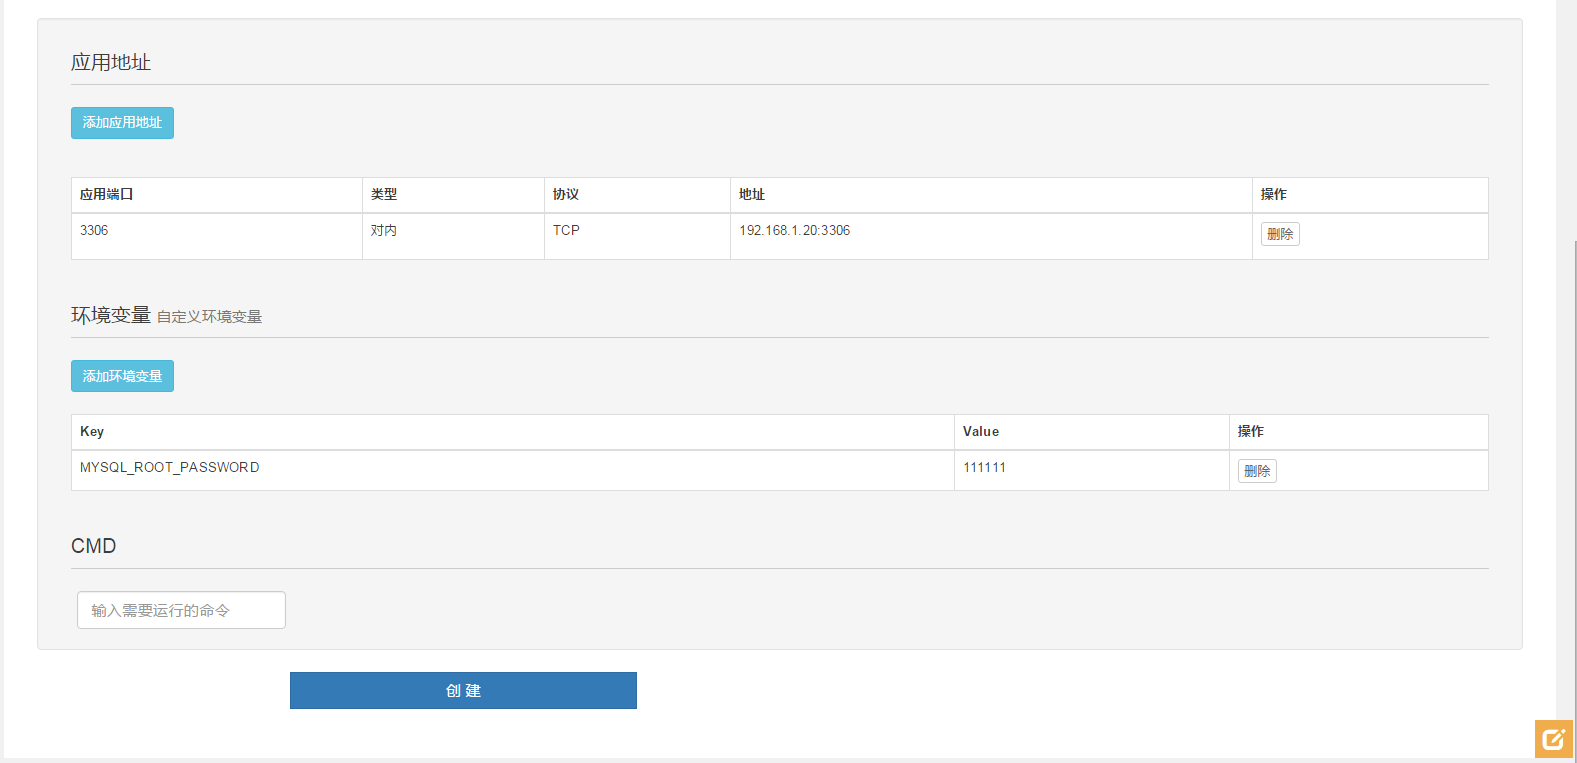 应用地址
添加应用地址
应用端口 类型 协议 地址 操作
3306 对内 TCP 192.168.1.20:3306 删除
环境变量 自定义环境变量
添加环境变量
Key Value 操作
MYSQL_ROOT_PASSWORD 111111 删除
CMD
输入需要运行的命令
创 建